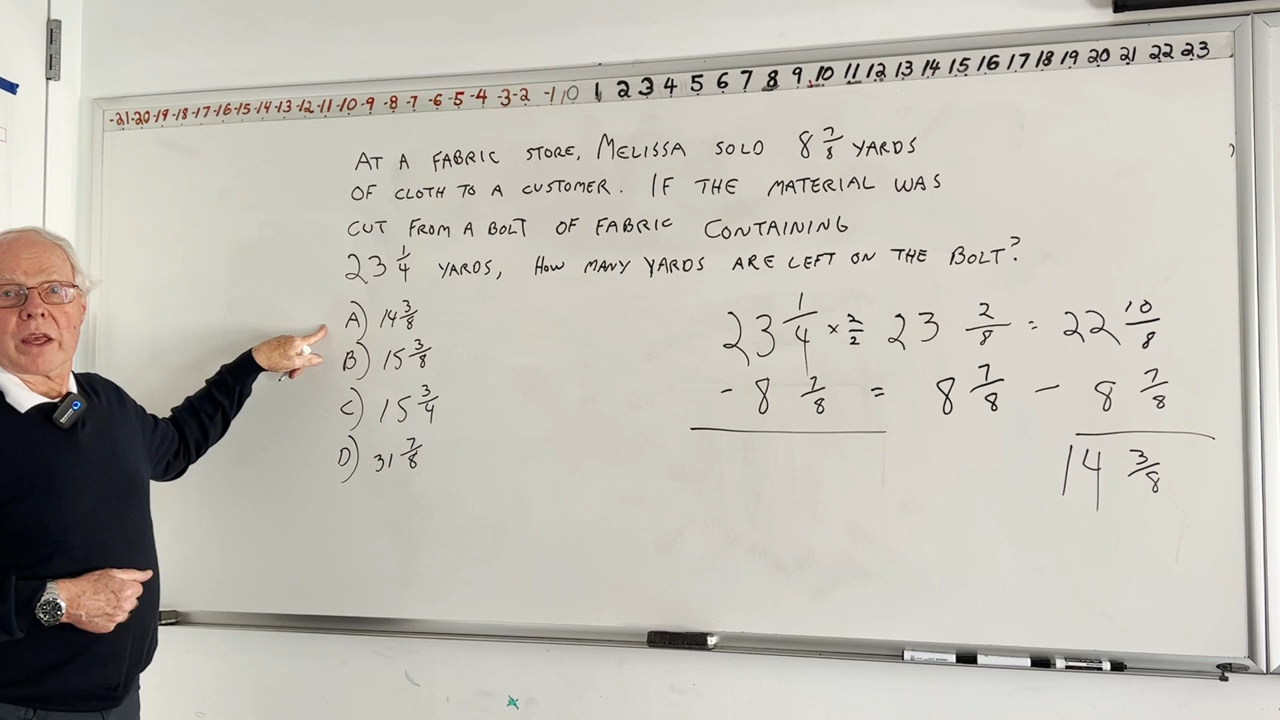 -21 -20 -19 -18 -17 -16 -15 -14 -13 -12 -11 -10 -9 -8 -7 -6 -5 -4 -3 -2 -1 0 1 2 3 4 5 6 7 8 9 10 11 12 13 14 15 16 17 18 19 20 21 22 23
AT A FABRIC STORE, MELISSA SOLD 8 7/8 YARDS
OF CLOTH TO A CUSTOMER. IF THE MATERIAL WAS
CUT FROM A BOLT OF FABRIC CONTAINING
23 1/4 YARDS, HOW MANY YARDS ARE LEFT ON THE BOLT?
A) 14 3/8
B) 15 3/8
C) 15 3/4
D) 31 7/8
23 1/4 × 2/2 23 2/8 = 22 10/8
- 8 7/8 = 8 7/8 - 8 7/8
14 3/8